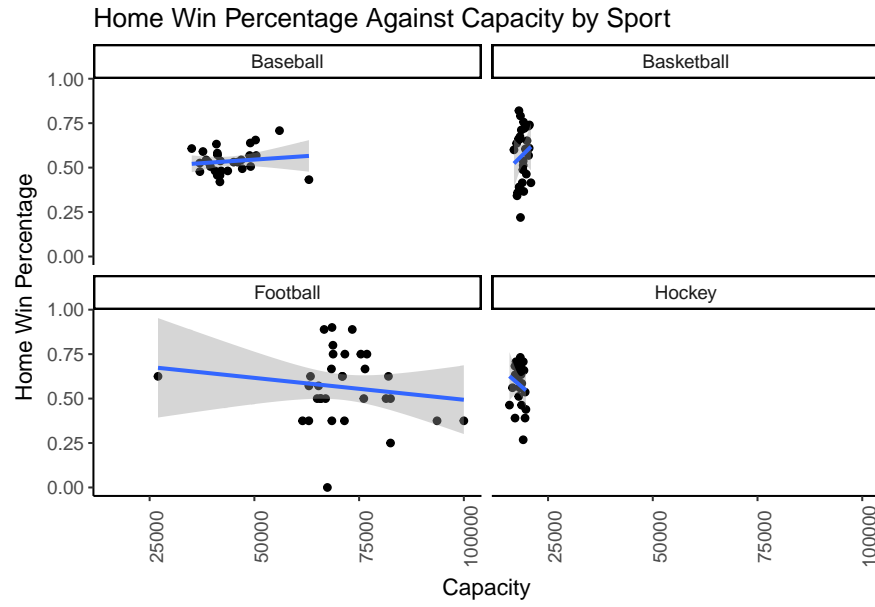 Home Win Percentage Against Capacity by Sport
Baseball
Basketball
1.00
0.75
0.50
0.25
0.00
Football
Hockey
1.00
0.75
0.50
0.25
0.00
Home Win Percentage
25000
50000
75000
100000
25000
50000
75000
100000
Capacity